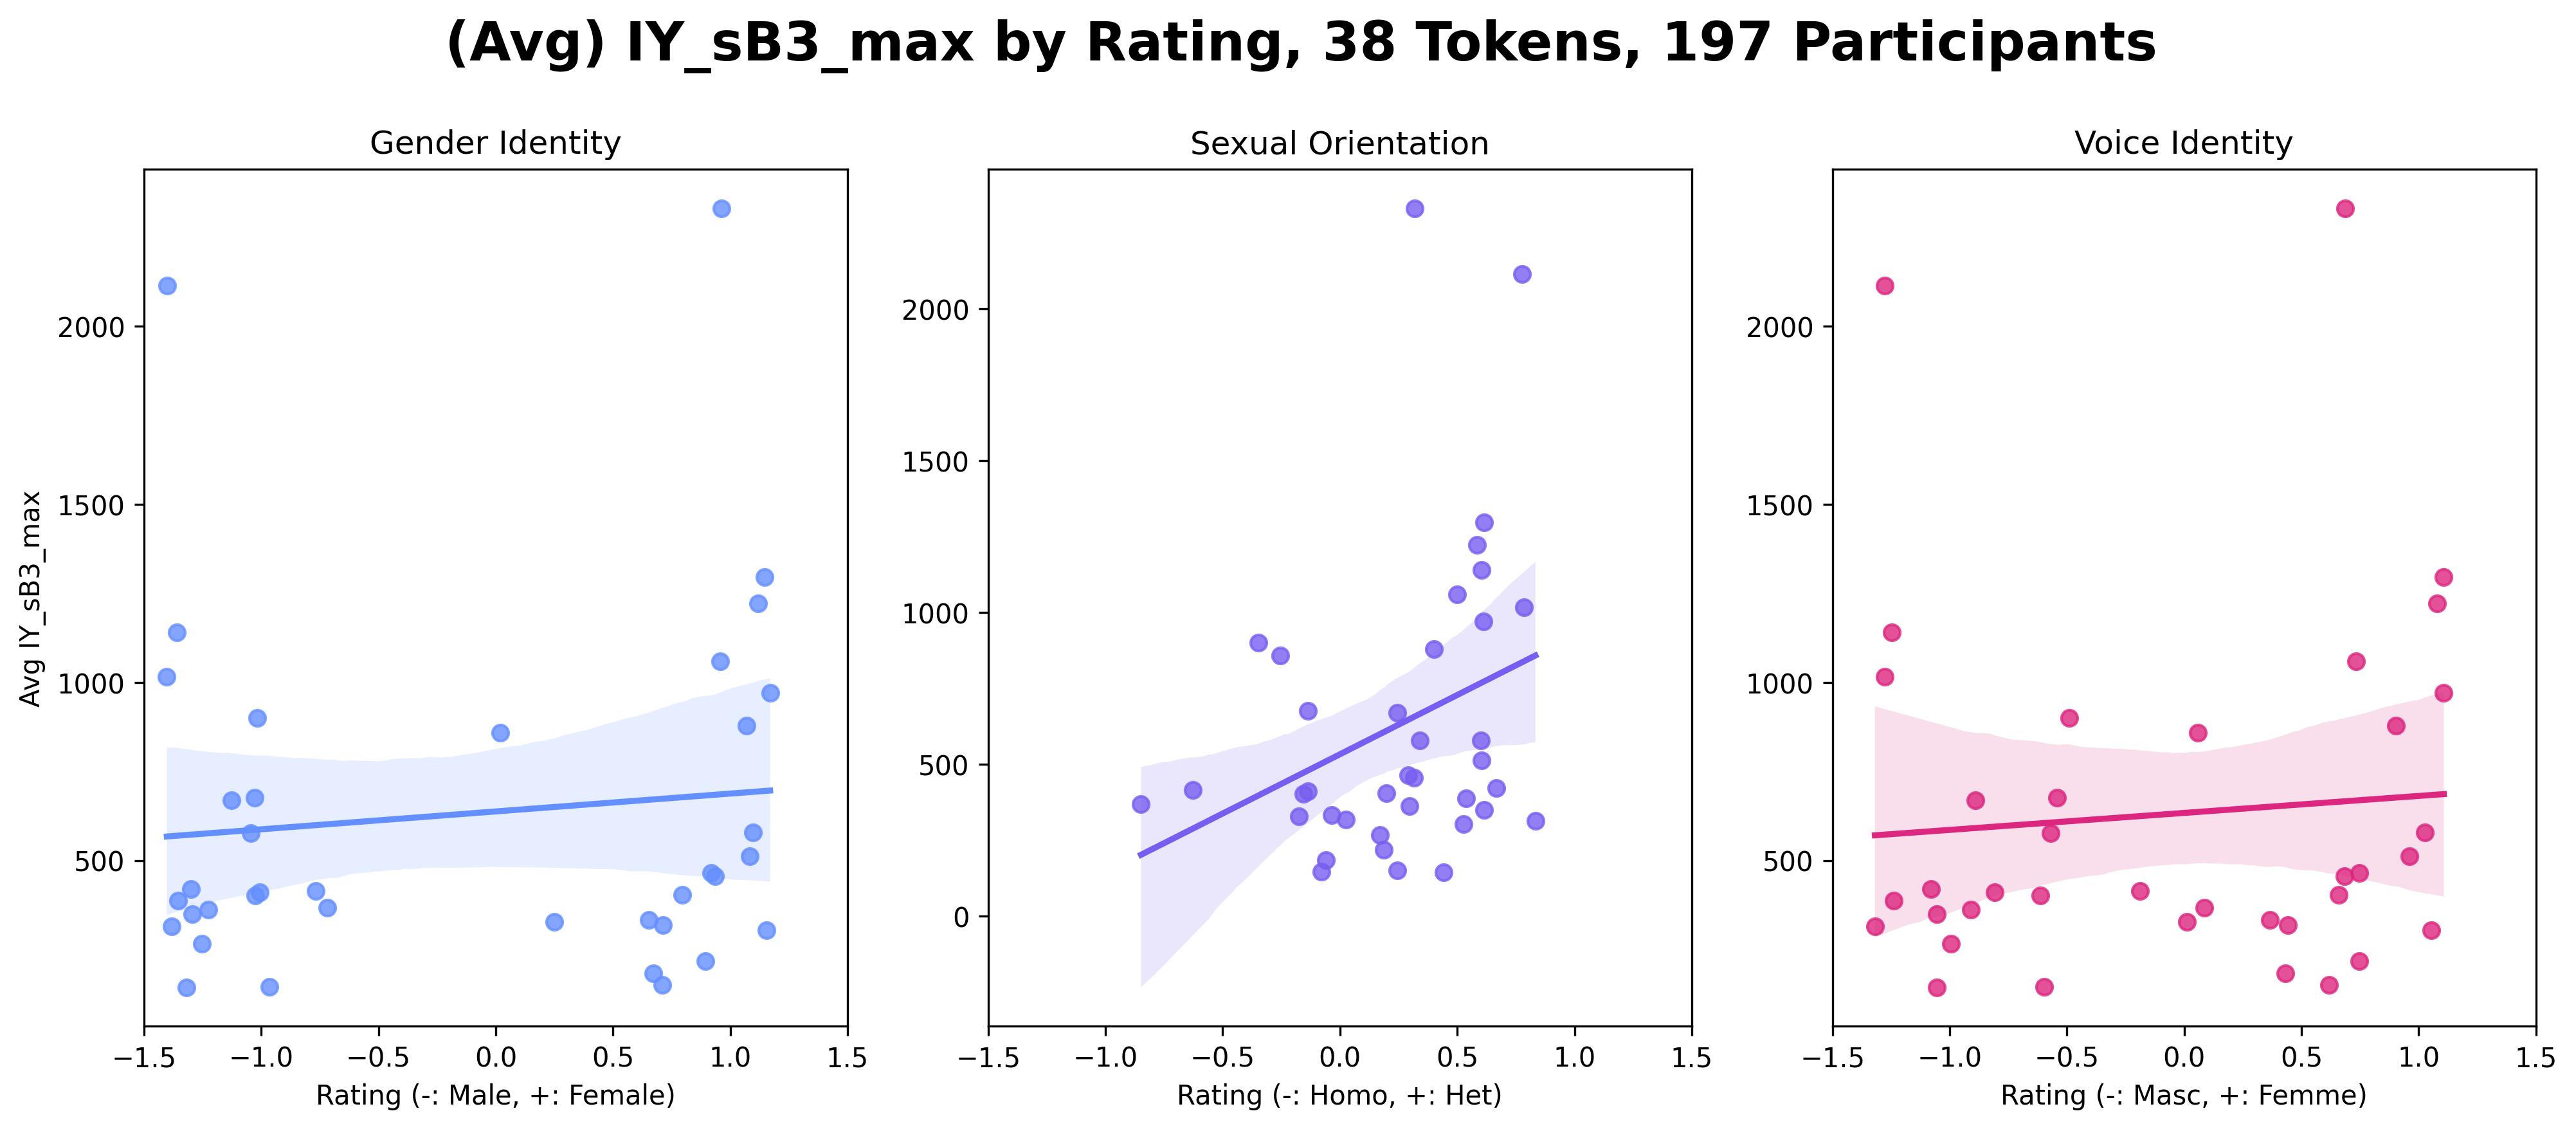 (Avg) IY_sB3_max by Rating, 38 Tokens, 197 Participants
Gender Identity
Sexual Orientation
Voice Identity
Avg IY_sB3_max
2000
1500
1000
500
2000
1500
1000
500
0
2000
1500
1000
500
−1.5 −1.0 −0.5 0.0 0.5 1.0 1.5
−1.5 −1.0 −0.5 0.0 0.5 1.0 1.5
−1.5 −1.0 −0.5 0.0 0.5 1.0 1.5
Rating (-: Male, +: Female)
Rating (-: Homo, +: Het)
Rating (-: Masc, +: Femme)